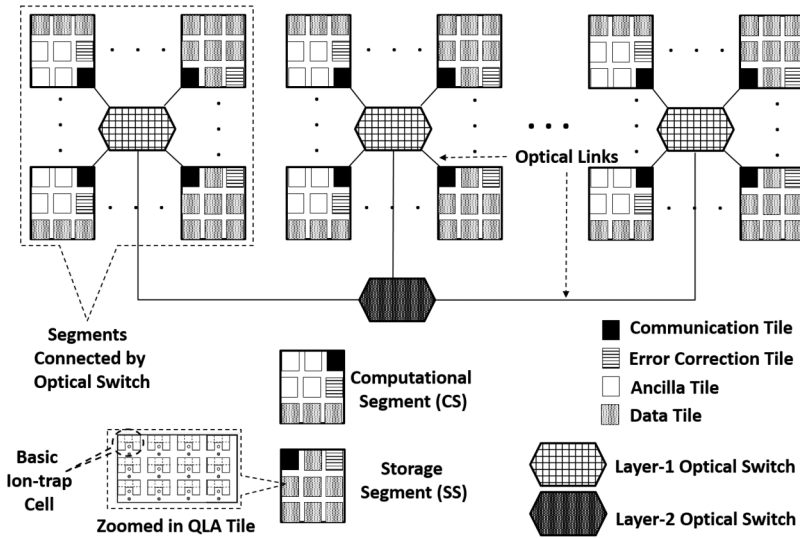 Optical Links
Segments
Connected by
Optical Switch
Communication Tile
Error Correction Tile
Ancilla Tile
Data Tile
Computational
Segment (CS)
Basic
Ion-trap
Cell
Zoomed in QLA Tile
Storage
Segment (SS)
Layer-1 Optical Switch
Layer-2 Optical Switch